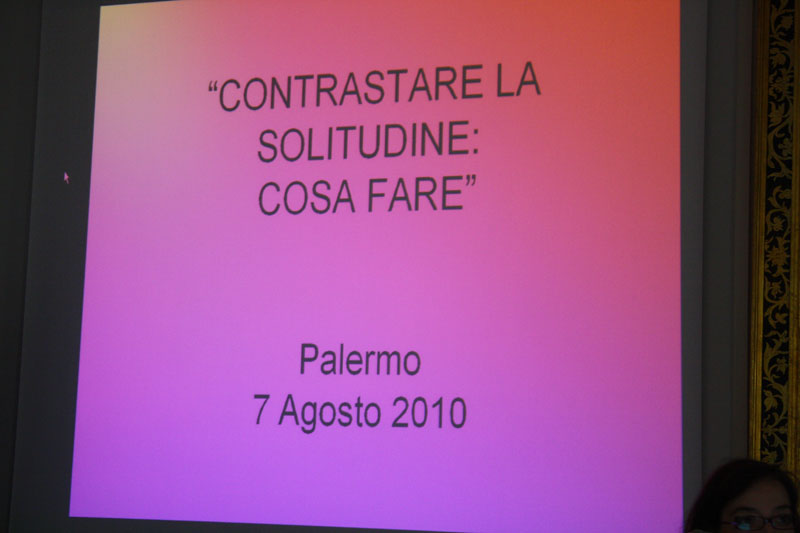 “CONTRASTARE LA
SOLITUDINE:
COSA FARE”
Palermo
7 Agosto 2010